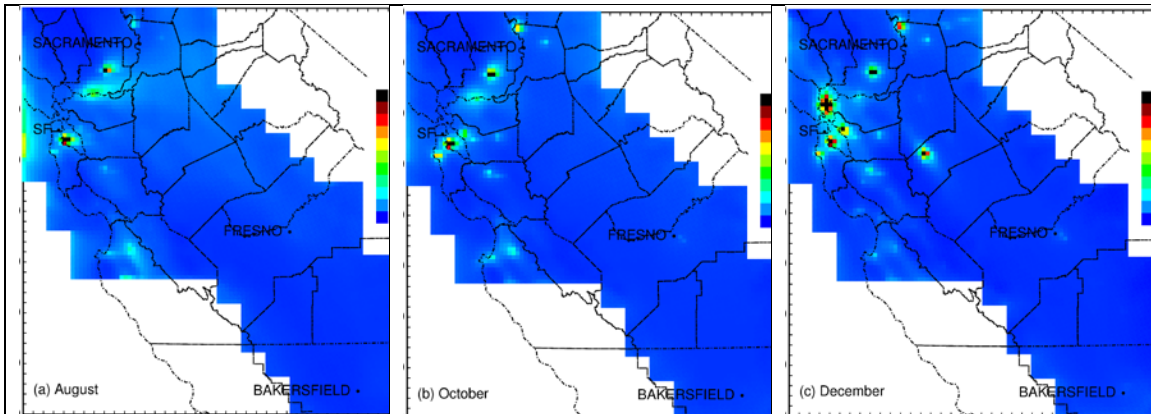 SACRAMENTO
SF
FRESNO
(a) August
BAKERSFIELD
SACRAMENTO
SF
FRESNO
(b) October
BAKERSFIELD
SACRAMENTO
SF
FRESNO
(c) December
BAKERSFIELD